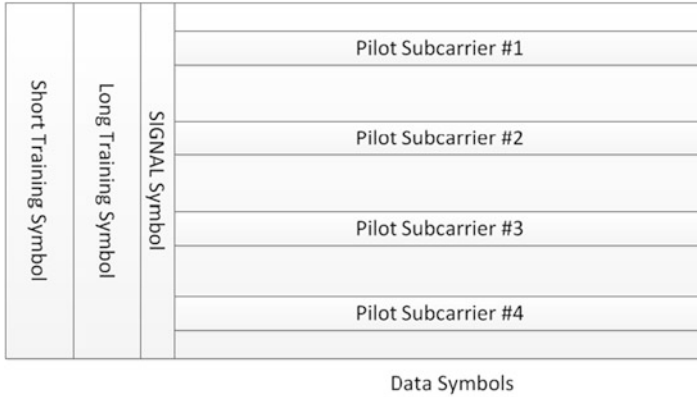 Short Training Symbol
Long Training Symbol
SIGNAL Symbol
Pilot Subcarrier #1
Pilot Subcarrier #2
Pilot Subcarrier #3
Pilot Subcarrier #4
Data Symbols